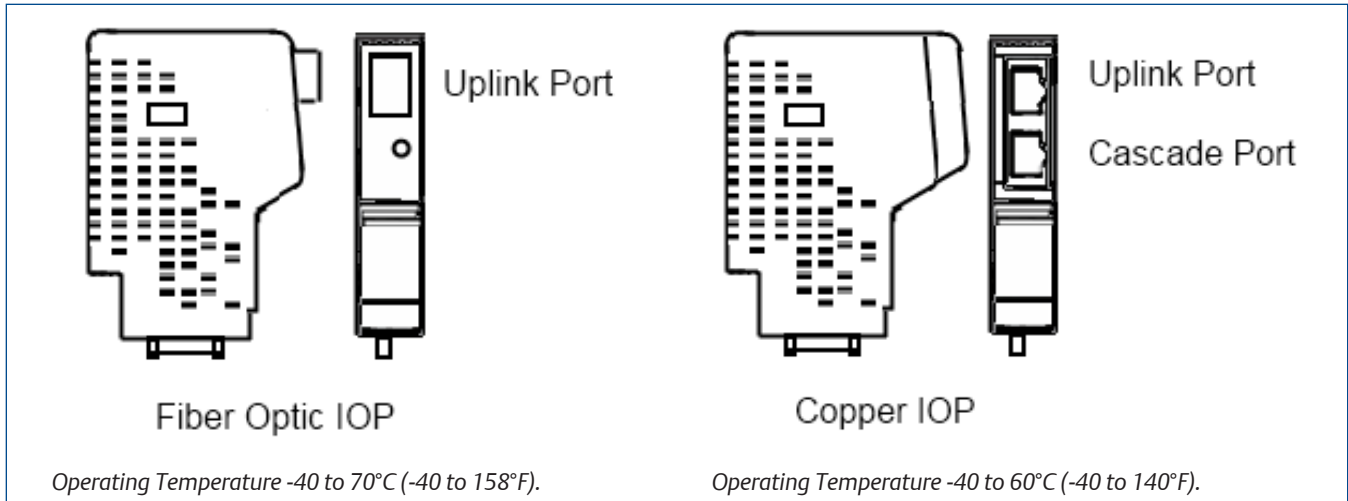 Uplink Port
Fiber Optic IOP
Operating Temperature -40 to 70°C (-40 to 158°F).
Uplink Port
Cascade Port
Copper IOP
Operating Temperature -40 to 60°C (-40 to 140°F).